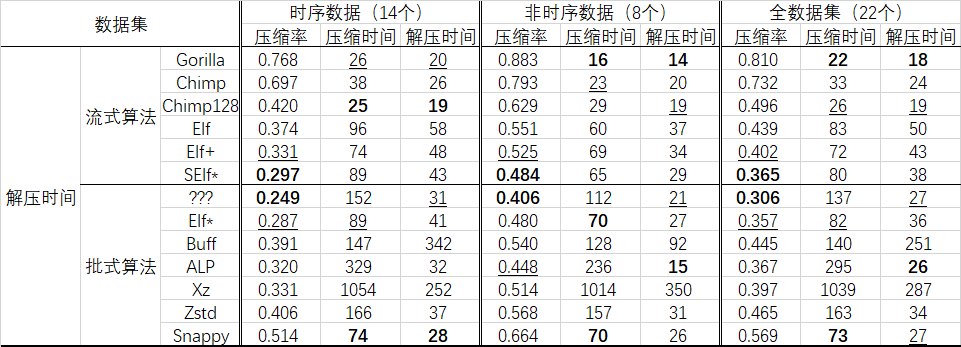 数据集 时序数据（14个） 非时序数据（8个） 全数据集（22个）
压缩率 压缩时间 解压时间 压缩率 压缩时间 解压时间 压缩率 压缩时间 解压时间
解压时间
流式算法
Gorilla 0.768 26 20 0.883 16 14 0.810 22 18
Chimp 0.697 38 26 0.793 23 20 0.732 33 24
Chimp128 0.420 25 19 0.629 29 19 0.496 26 19
Elf 0.374 96 58 0.551 60 37 0.439 83 50
Elf+ 0.331 74 48 0.525 69 34 0.402 72 43
SElf* 0.297 89 43 0.484 65 29 0.365 80 38
批式算法
??? 0.249 152 31 0.406 112 21 0.306 137 27
Elf* 0.287 89 41 0.480 70 27 0.357 82 36
Buff 0.391 147 342 0.540 128 92 0.445 140 251
ALP 0.320 329 32 0.448 236 15 0.367 295 26
Xz 0.331 1054 252 0.514 1014 350 0.397 1039 287
Zstd 0.406 166 37 0.568 157 31 0.465 163 34
Snappy 0.514 74 28 0.664 70 26 0.569 73 27